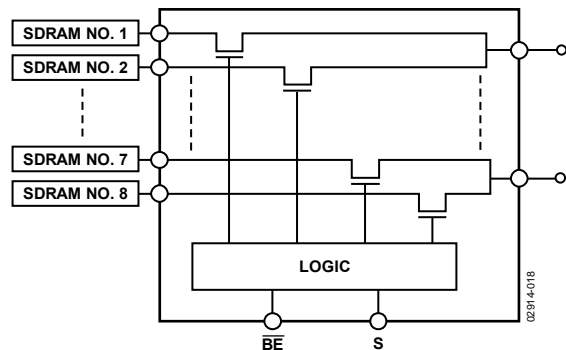 SDRAM NO. 1
SDRAM NO. 2
SDRAM NO. 7
SDRAM NO. 8
LOGIC
BE
S
02914-018